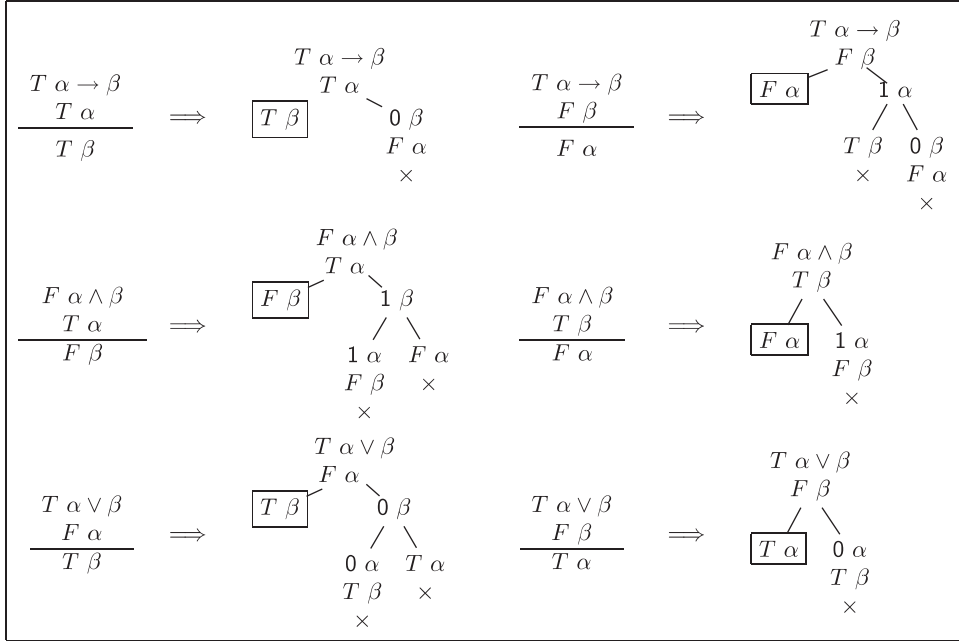 T α → β
T α
T β
⟹
T α → β
T α
T β
0 β
F α
×
T α → β
F β
F α
⟹
T α → β
F β
F α
1 α
T β 0 β
× F α
×
F α ∧ β
T α
F β
⟹
F α ∧ β
T α
F β
1 β
1 α F α
F β ×
×
F α ∧ β
T β
F α
⟹
F α ∧ β
T β
F α 1 α
F β
×
T α ∨ β
F α
T β
⟹
T α ∨ β
F α
T β
0 β
0 α T α
T β ×
×
T α ∨ β
F β
T α
⟹
T α ∨ β
F β
T α 0 α
T β
×